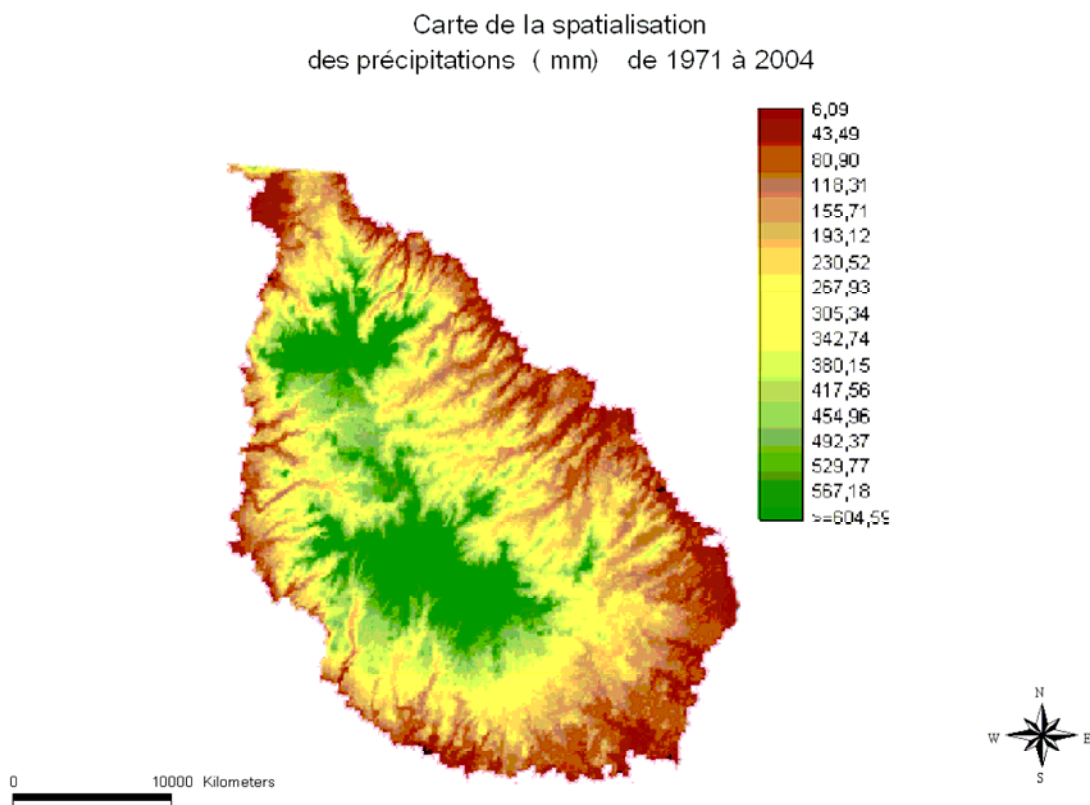 Carte de la spatialisation
des précipitations ( mm) de 1971 à 2004
6,09
43,49
80,90
118,31
155,71
193,12
230,52
267,93
305,34
342,74
380,15
417,56
454,96
492,37
529,77
567,18
>=604,59
N
W E
S
0 10000 Kilometers